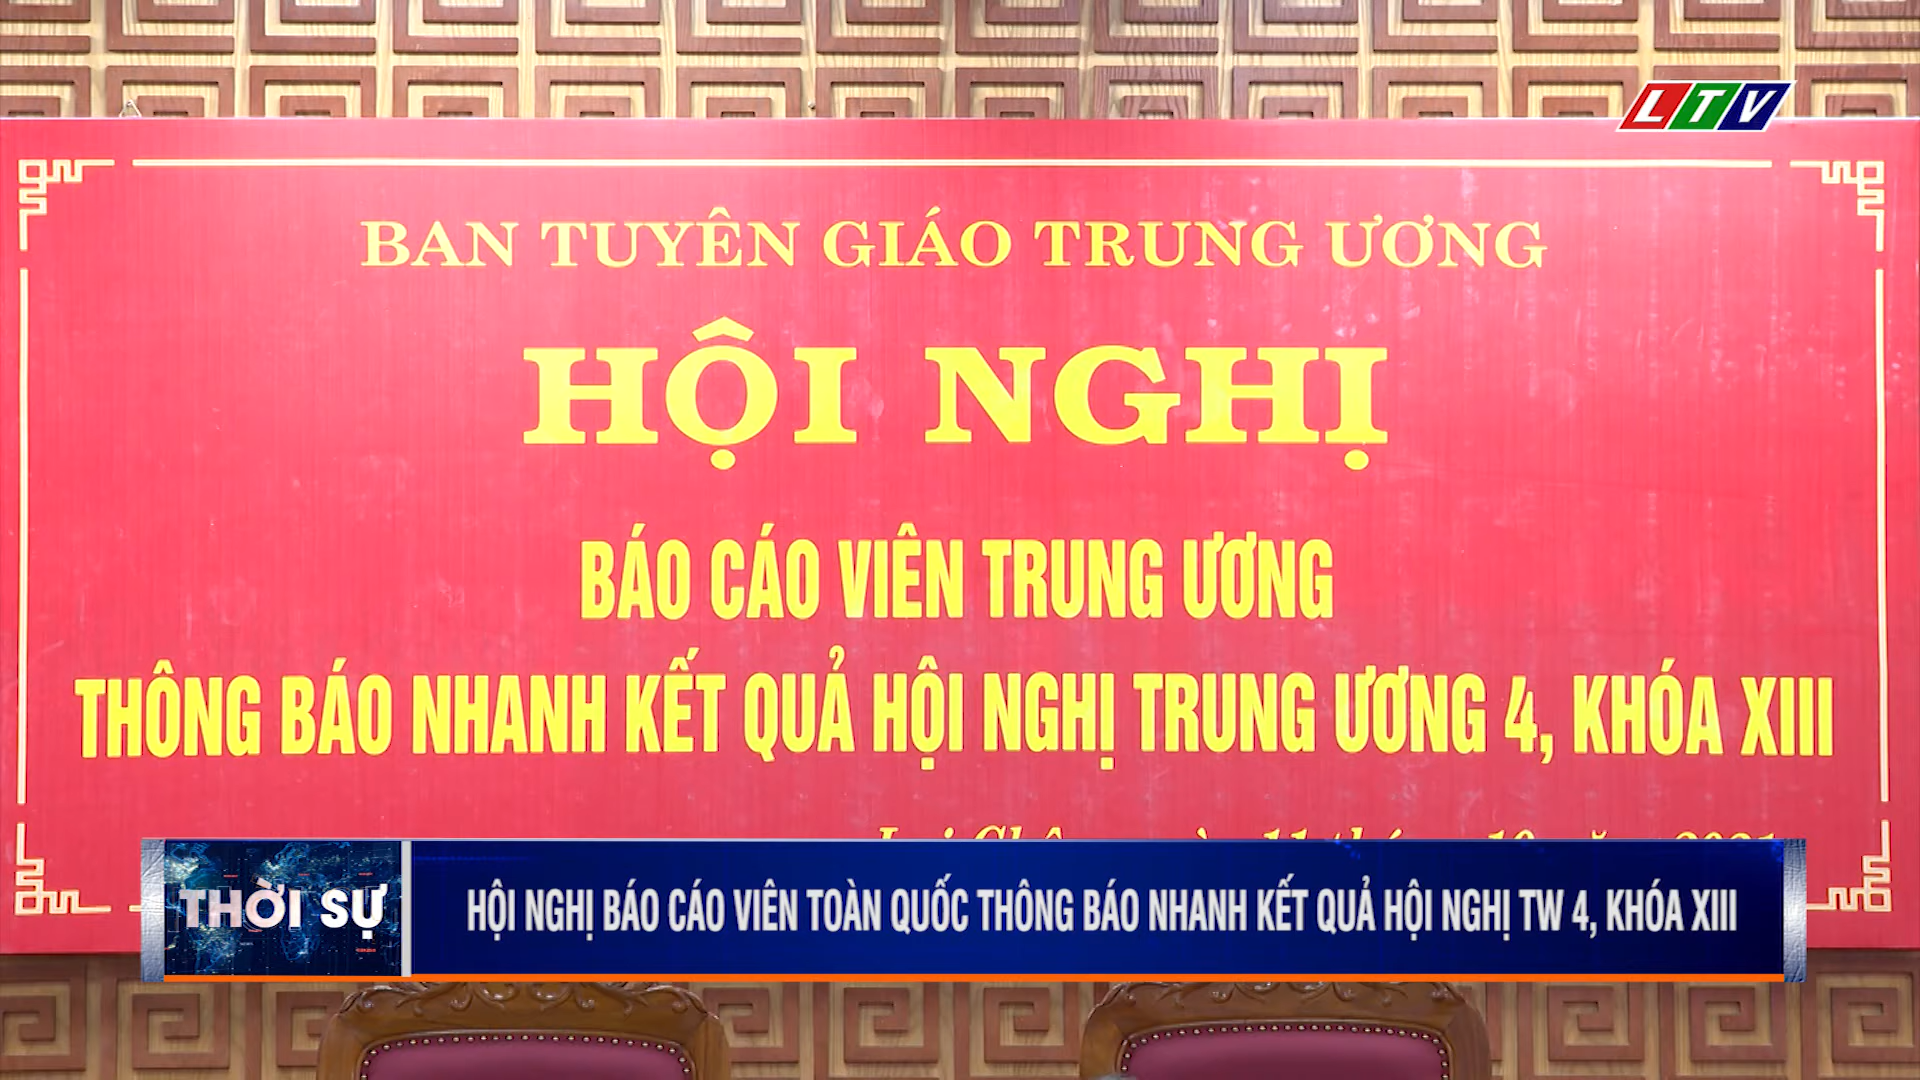 LTV
BAN TUYÊN GIÁO TRUNG ƯƠNG
HỘI NGHỊ
BÁO CÁO VIÊN TRUNG ƯƠNG
THÔNG BÁO NHANH KẾT QUẢ HỘI NGHỊ TRUNG ƯƠNG 4, KHÓA XIII
THỜI SỰ
HỘI NGHỊ BÁO CÁO VIÊN TOÀN QUỐC THÔNG BÁO NHANH KẾT QUẢ HỘI NGHỊ TW 4, KHÓA XIII